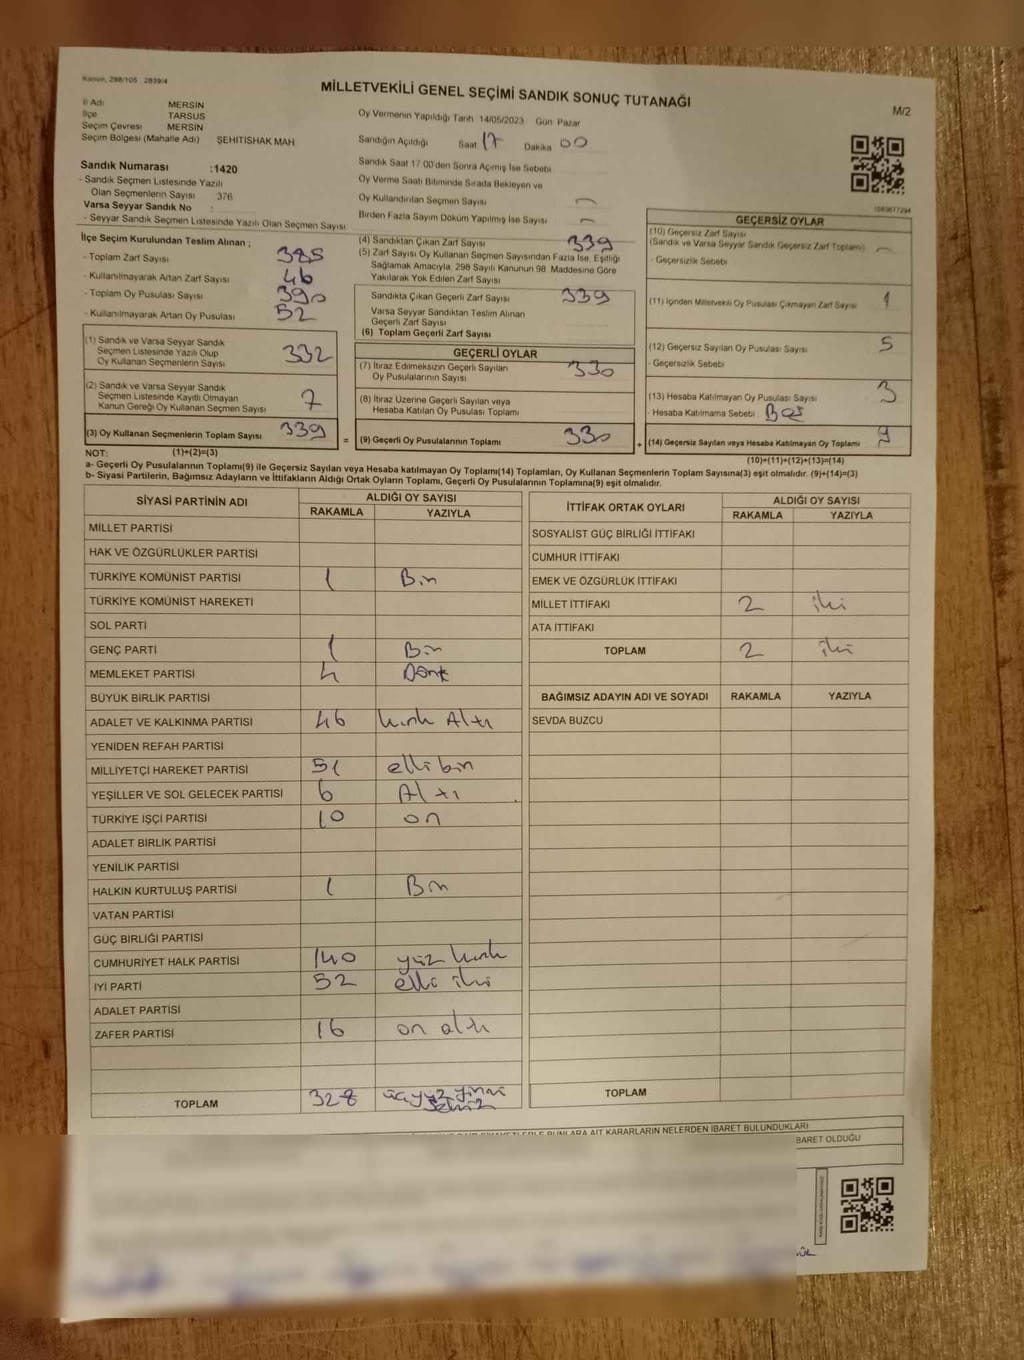 Kanun, 298/105 2839/4
MİLLETVEKİLİ GENEL SEÇİMİ SANDIK SONUÇ TUTANAĞI
M/2
İl Adı MERSİN
İlçe TARSUS
Seçim Çevresi MERSİN
Seçim Bölgesi (Mahalle Adı) ŞEHİTİSHAK MAH
Oy Vermenin Yapıldığı Tarih 14/05/2023 Gün Pazar
Sandığın Açıldığı Saat 17 Dakika 00
Sandık Saat 17 00'den Sonra Açılmış İse Sebebi
Oy Verme Saati Bitiminde Sırada Bekleyen ve
Oy Kullandırılan Seçmen Sayısı —
Birden Fazla Sayım Döküm Yapılmış İse Sayısı —
Sandık Numarası :1420
- Sandık Seçmen Listesinde Yazılı
Olan Seçmenlerin Sayısı 376
Varsa Seyyar Sandık No :
- Seyyar Sandık Seçmen Listesinde Yazılı Olan Seçmen Sayısı
İlçe Seçim Kurulundan Teslim Alınan ;
- Toplam Zarf Sayısı 385
- Kullanılmayarak Artan Zarf Sayısı 46
- Toplam Oy Pusulası Sayısı 390
- Kullanılmayarak Artan Oy Pusulası 52
(1) Sandık ve Varsa Seyyar Sandık
Seçmen Listesinde Yazılı Olup
Oy Kullanan Seçmenlerin Sayısı 332
(2) Sandık ve Varsa Seyyar Sandık
Seçmen Listesinde Kayıtlı Olmayan
Kanun Gereği Oy Kullanan Seçmen Sayısı 7
(3) Oy Kullanan Seçmenlerin Toplam Sayısı 339
(4) Sandıktan Çıkan Zarf Sayısı 339
(5) Zarf Sayısı Oy Kullanan Seçmen Sayısından Fazla İse, Eşitliği
Sağlamak Amacıyla, 298 Sayılı Kanunun 98. Maddesine Göre
Yakılarak Yok Edilen Zarf Sayısı
Sandıkta Çıkan Geçerli Zarf Sayısı 339
Varsa Seyyar Sandıktan Teslim Alınan
Geçerli Zarf Sayısı
(6) Toplam Geçerli Zarf Sayısı
GEÇERLİ OYLAR
(7) İtiraz Edilmeksizin Geçerli Sayılan
Oy Pusulalarının Sayısı 330
(8) İtiraz Üzerine Geçerli Sayılan veya
Hesaba Katılan Oy Pusulası Toplamı
= (9) Geçerli Oy Pusulalarının Toplamı 330 +
GEÇERSİZ OYLAR
(10) Geçersiz Zarf Sayısı
(Sandık ve Varsa Seyyar Sandık Geçersiz Zarf Toplamı) —
- Geçersizlik Sebebi
(11) İçinden Milletvekili Oy Pusulası Çıkmayan Zarf Sayısı 1
(12) Geçersiz Sayılan Oy Pusulası Sayısı 5
- Geçersizlik Sebebi
(13) Hesaba Katılmayan Oy Pusulası Sayısı 3
- Hesaba Katılmama Sebebi Boş
(14) Geçersiz Sayılan veya Hesaba Katılmayan Oy Toplamı 9
NOT: (1)+(2)=(3)
(10)+(11)+(12)+(13)=(14)
a- Geçerli Oy Pusulalarının Toplamı(9) ile Geçersiz Sayılan veya Hesaba katılmayan Oy Toplamı(14) Toplamları, Oy Kullanan Seçmenlerin Toplam Sayısına(3) eşit olmalıdır. (9)+(14)=(3)
b- Siyasi Partilerin, Bağımsız Adayların ve İttifakların Aldığı Ortak Oyların Toplamı, Geçerli Oy Pusulalarının Toplamına(9) eşit olmalıdır.
SİYASİ PARTİNİN ADI ALDIĞI OY SAYISI
RAKAMLA YAZIYLA
MİLLET PARTİSİ
HAK VE ÖZGÜRLÜKLER PARTİSİ
TÜRKİYE KOMÜNİST PARTİSİ 1 Bir
TÜRKİYE KOMÜNİST HAREKETİ
SOL PARTİ
GENÇ PARTİ 1 Bir
MEMLEKET PARTİSİ 4 Dört
BÜYÜK BİRLİK PARTİSİ
ADALET VE KALKINMA PARTİSİ 46 kırk Altı
YENİDEN REFAH PARTİSİ
MİLLİYETÇİ HAREKET PARTİSİ 51 elli bir
YEŞİLLER VE SOL GELECEK PARTİSİ 6 Altı
TÜRKİYE İŞÇİ PARTİSİ 10 on
ADALET BİRLİK PARTİSİ
YENİLİK PARTİSİ
HALKIN KURTULUŞ PARTİSİ 1 Bir
VATAN PARTİSİ
GÜÇ BİRLİĞİ PARTİSİ
CUMHURİYET HALK PARTİSİ 140 yüz kırk
İYİ PARTİ 52 elli iki
ADALET PARTİSİ
ZAFER PARTİSİ 16 on altı
TOPLAM 328 üçyüz yirmi sekiz
İTTİFAK ORTAK OYLARI ALDIĞI OY SAYISI
RAKAMLA YAZIYLA
SOSYALİST GÜÇ BİRLİĞİ İTTİFAKI
CUMHUR İTTİFAKI
EMEK VE ÖZGÜRLÜK İTTİFAKI
MİLLET İTTİFAKI 2 iki
ATA İTTİFAKI
TOPLAM 2 iki
BAĞIMSIZ ADAYIN ADI VE SOYADI RAKAMLA YAZIYLA
SEVDA BUZCU
TOPLAM
BUNLARA AİT KARARLARIN NELERDEN İBARET BULUNDUKLARI
BARET OLDUĞU